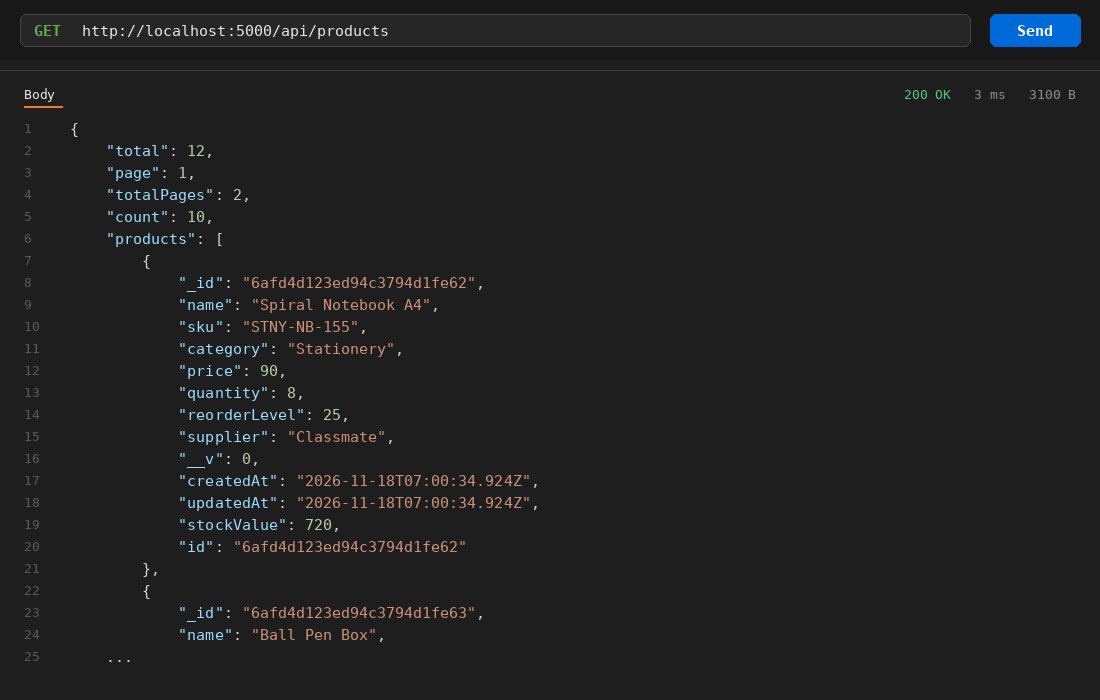 GET http://localhost:5000/api/products Send
Body 200 OK 3 ms 3100 B
1 {
2 "total": 12,
3 "page": 1,
4 "totalPages": 2,
5 "count": 10,
6 "products": [
7 {
8 "_id": "6afd4d123ed94c3794d1fe62",
9 "name": "Spiral Notebook A4",
10 "sku": "STNY-NB-155",
11 "category": "Stationery",
12 "price": 90,
13 "quantity": 8,
14 "reorderLevel": 25,
15 "supplier": "Classmate",
16 "__v": 0,
17 "createdAt": "2026-11-18T07:00:34.924Z",
18 "updatedAt": "2026-11-18T07:00:34.924Z",
19 "stockValue": 720,
20 "id": "6afd4d123ed94c3794d1fe62"
21 },
22 {
23 "_id": "6afd4d123ed94c3794d1fe63",
24 "name": "Ball Pen Box",
25 ...